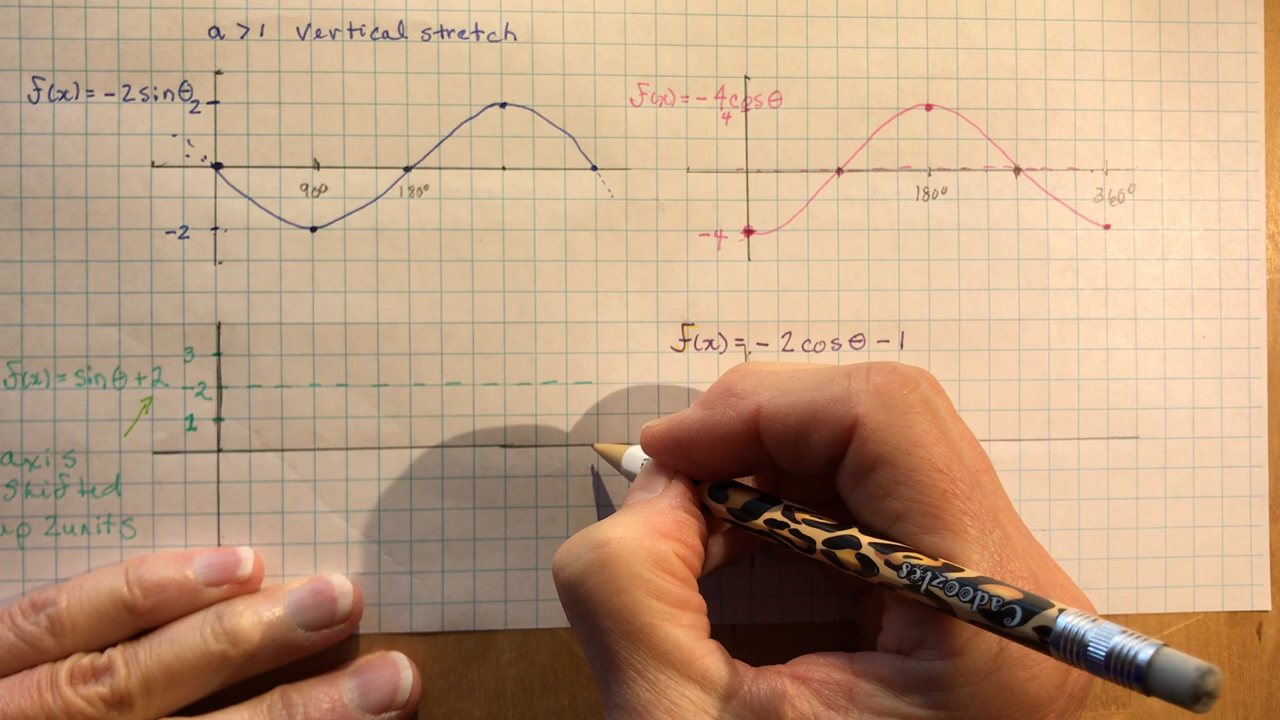 a > 1 vertical stretch
f(x) = -2 sin θ
2
90°
180°
-2
f(x) = -4 cos θ
4
180°
360°
-4
3
f(x) = sin θ + 2
2
1
axis
shifted
up 2 units
f(x) = -2 cos θ - 1
Cadoozles